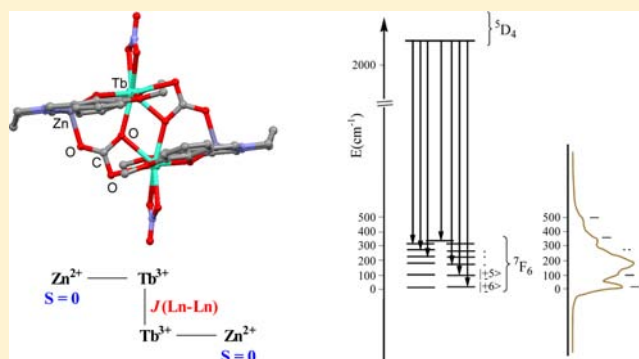 Tb
Zn
O
O
C
O
Zn²⁺ Tb³⁺
S = 0
J(Ln-Ln)
Tb³⁺ Zn²⁺
S = 0
E(cm⁻¹)
⁵D₄
2000
500
400
300
200
100
0
|±5>
|±6>
⁷F₆
500
400
300
200
100
0